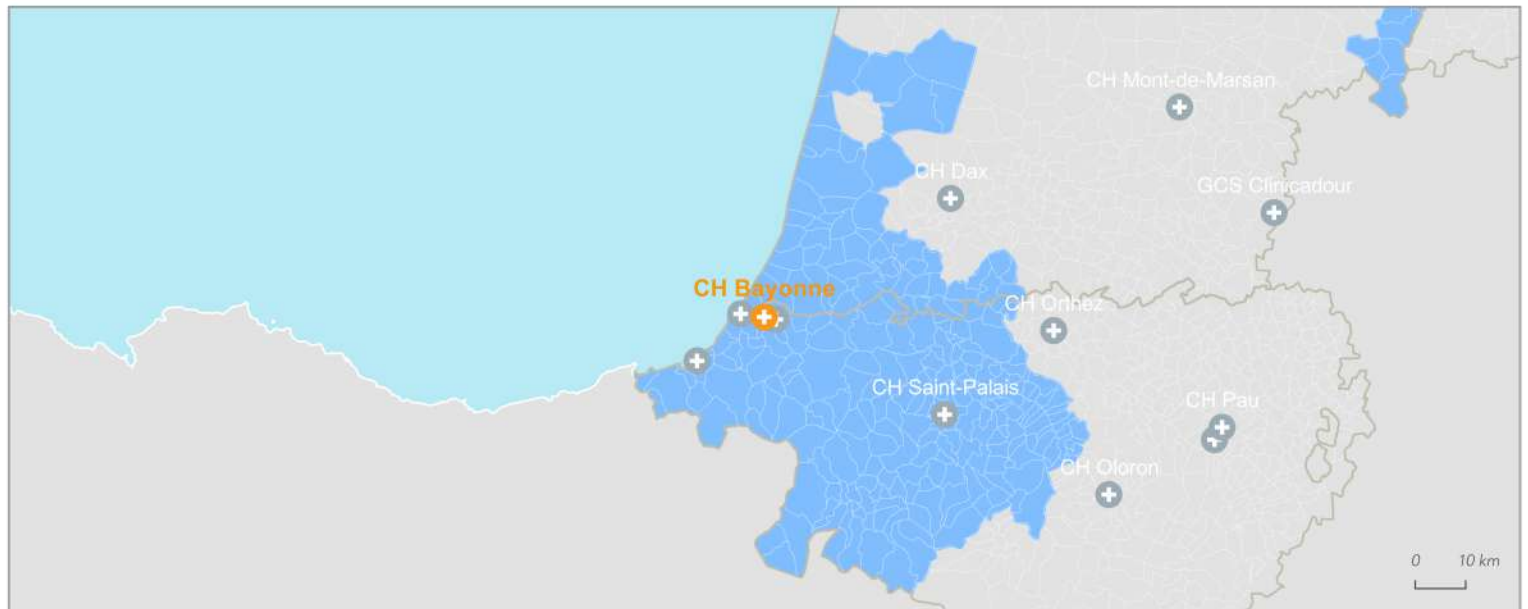 CH Mont-de-Marsan
CH Dax
GCS Clinicadour
CH Bayonne
CH Orthez
CH Saint-Palais
CH Pau
CH Oloron
0 10 km